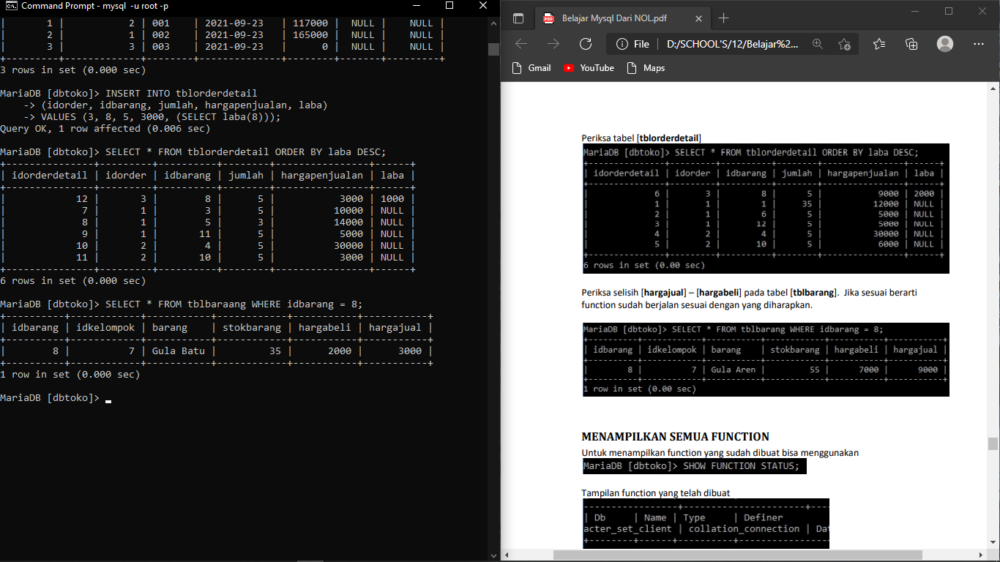 Command Prompt - mysql  -u root -p
|       1 |           2 | 001    | 2021-09-23    | 117000 |  NULL |    NULL |
|       2 |           1 | 002    | 2021-09-23    | 165000 |  NULL |    NULL |
|       3 |           3 | 003    | 2021-09-23    |      0 |  NULL |    NULL |
+---------+-------------+--------+---------------+--------+-------+---------+
3 rows in set (0.000 sec)
MariaDB [dbtoko]> INSERT INTO tblorderdetail
    -> (idorder, idbarang, jumlah, hargapenjualan, laba)
    -> VALUES (3, 8, 5, 3000, (SELECT laba(8)));
Query OK, 1 row affected (0.006 sec)
MariaDB [dbtoko]> SELECT * FROM tblorderdetail ORDER BY laba DESC;
+---------------+---------+----------+--------+----------------+------+
| idorderdetail | idorder | idbarang | jumlah | hargapenjualan | laba |
+---------------+---------+----------+--------+----------------+------+
|            12 |       3 |        8 |      5 |           3000 | 1000 |
|             7 |       1 |        3 |      5 |          10000 | NULL |
|             8 |       1 |        5 |      3 |          14000 | NULL |
|             9 |       1 |       11 |      5 |           5000 | NULL |
|            10 |       2 |        4 |      5 |          30000 | NULL |
|            11 |       2 |       10 |      5 |           3000 | NULL |
+---------------+---------+----------+--------+----------------+------+
6 rows in set (0.000 sec)
MariaDB [dbtoko]> SELECT * FROM tblbaraang WHERE idbarang = 8;
+----------+------------+-----------+------------+-----------+-----------+
| idbarang | idkelompok | barang    | stokbarang | hargabeli | hargajual |
+----------+------------+-----------+------------+-----------+-----------+
|        8 |          7 | Gula Batu |         35 |      2000 |      3000 |
+----------+------------+-----------+------------+-----------+-----------+
1 row in set (0.000 sec)
MariaDB [dbtoko]>
Belajar Mysql Dari NOL.pdf
PDF
File | D:/SCHOOL'S/12/Belajar%2...
Gmail YouTube Maps
Periksa tabel [tblorderdetail]
MariaDB [dbtoko]> SELECT * FROM tblorderdetail ORDER BY laba DESC;
+---------------+---------+----------+--------+----------------+------+
| idorderdetail | idorder | idbarang | jumlah | hargapenjualan | laba |
+---------------+---------+----------+--------+----------------+------+
|             6 |       3 |        8 |      5 |           9000 | 2000 |
|             1 |       1 |        1 |     35 |          12000 | NULL |
|             2 |       1 |        6 |      5 |           5000 | NULL |
|             3 |       1 |       12 |      5 |           5000 | NULL |
|             4 |       2 |        4 |      5 |          30000 | NULL |
|             5 |       2 |       10 |      5 |           6000 | NULL |
+---------------+---------+----------+--------+----------------+------+
6 rows in set (0.00 sec)
Periksa selisih [hargajual] – [hargabeli] pada tabel [tblbarang].  Jika sesuai berarti
function sudah berjalan sesuai dengan yang diharapkan.
MariaDB [dbtoko]> SELECT * FROM tblbarang WHERE idbarang = 8;
+----------+------------+-----------+------------+-----------+-----------+
| idbarang | idkelompok | barang    | stokbarang | hargabeli | hargajual |
+----------+------------+-----------+------------+-----------+-----------+
|        8 |          7 | Gula Aren |         55 |      7000 |      9000 |
+----------+------------+-----------+------------+-----------+-----------+
1 row in set (0.00 sec)
MENAMPILKAN SEMUA FUNCTION
Untuk menampilkan function yang sudah dibuat bisa menggunakan
MariaDB [dbtoko]> SHOW FUNCTION STATUS;
Tampilan function yang telah dibuat
-----------------+----------------------+----
| Db     | Name | Type     | Definer
acter_set_client | collation_connection | Dat
+--------+------+----------+-----------------